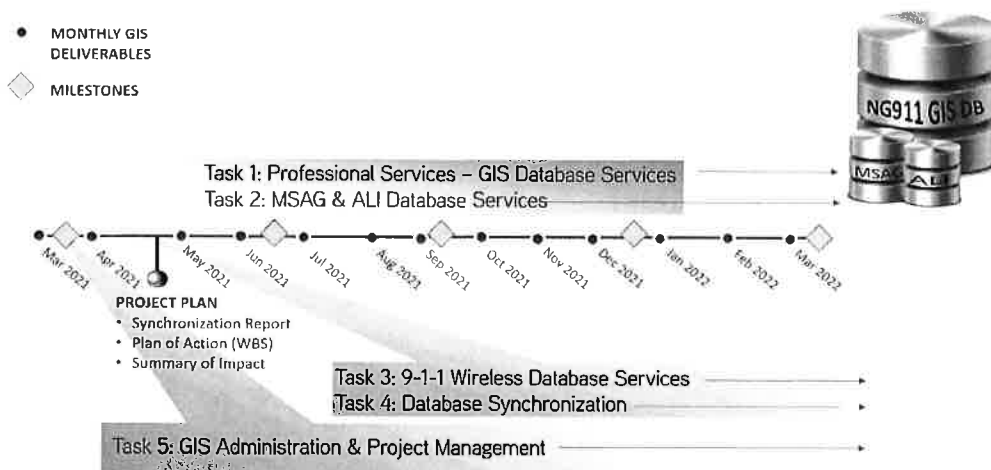 MONTHLY GIS
DELIVERABLES
MILESTONES
NG911 GIS DB
MSAG
ALI
Task 1: Professional Services – GIS Database Services
Task 2: MSAG & ALI Database Services
Mar 2021
Apr 2021
May 2021
Jun 2021
Jul 2021
Aug 2021
Sep 2021
Oct 2021
Nov 2021
Dec 2021
Jan 2022
Feb 2022
Mar 2022
PROJECT PLAN
• Synchronization Report
• Plan of Action (WBS)
• Summary of Impact
Task 3: 9-1-1 Wireless Database Services
Task 4: Database Synchronization
Task 5: GIS Administration & Project Management